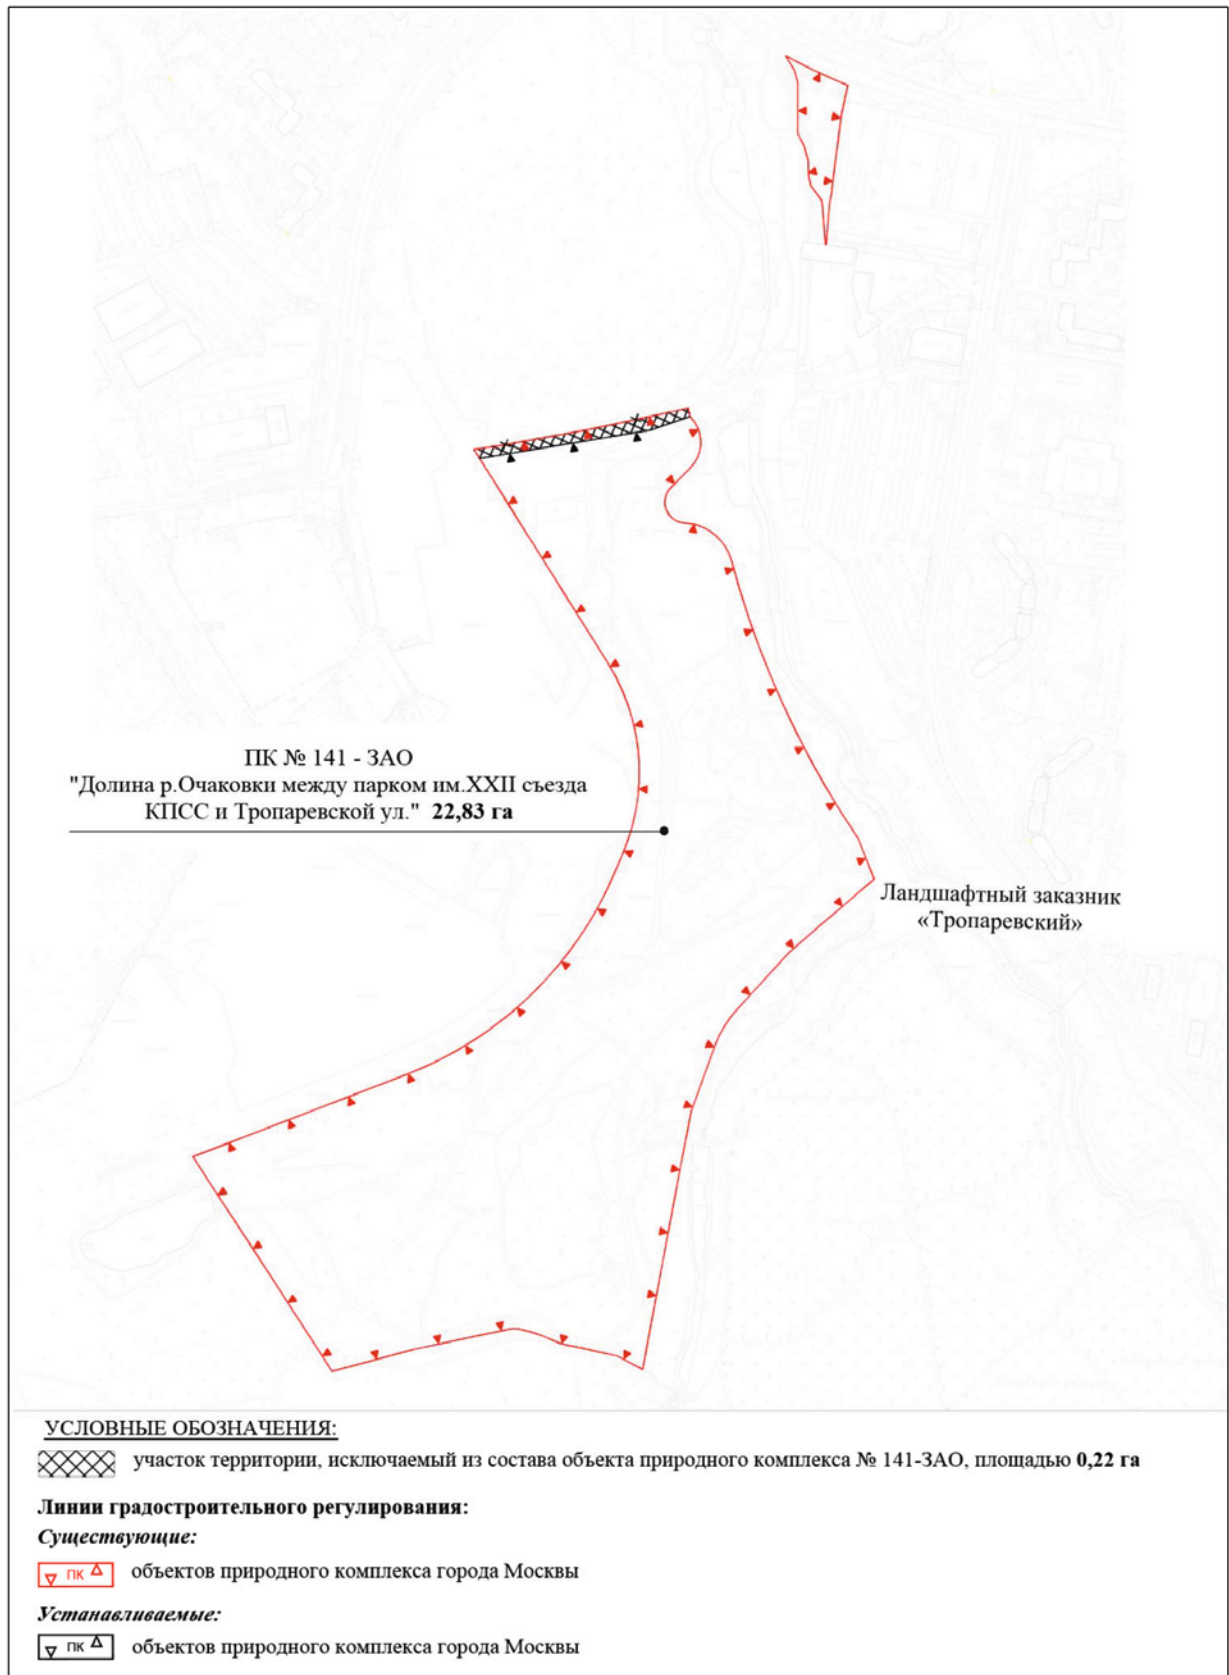 ПК № 141 - ЗАО
"Долина р.Очаковки между парком им.XXII съезда
КПСС и Тропаревской ул." 22,83 га
Ландшафтный заказник
«Тропаревский»
УСЛОВНЫЕ ОБОЗНАЧЕНИЯ:
участок территории, исключаемый из состава объекта природного комплекса № 141-ЗАО, площадью 0,22 га
Линии градостроительного регулирования:
Существующие:
ПК объектов природного комплекса города Москвы
Устанавливаемые:
ПК объектов природного комплекса города Москвы